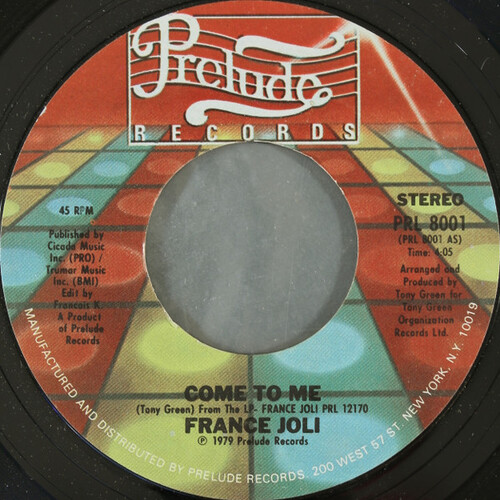 Prelude
RECORDS
45 RPM
STEREO
PRL 8001
(PRL 8001 AS)
Time: 4:05
Published by
Cicada Music
Inc. (PRO) /
Trumar Music
Inc. (BMI)
Edit by
Francois K.
A Product
of Prelude
Records
Arranged and
Produced by
Tony Green for
Tony Green
Organization
Records Ltd.
COME TO ME
(Tony Green) From The LP- FRANCE JOLI PRL 12170
FRANCE JOLI
℗ 1979 Prelude Records
MANUFACTURED AND DISTRIBUTED BY PRELUDE RECORDS, 200 WEST 57 ST. NEW YORK, N.Y. 10019